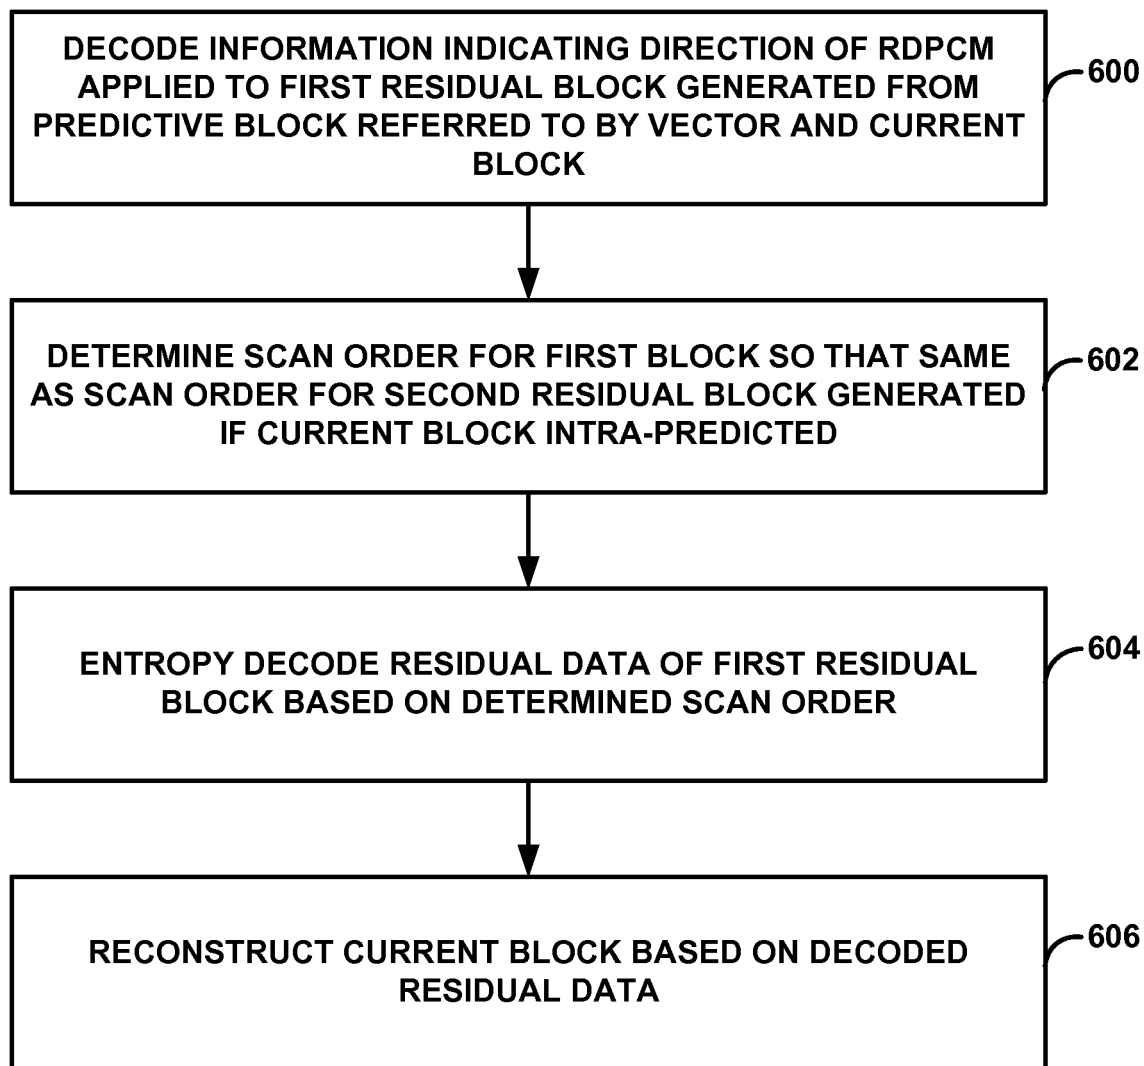 DECODE INFORMATION INDICATING DIRECTION OF RDPCM
APPLIED TO FIRST RESIDUAL BLOCK GENERATED FROM
PREDICTIVE BLOCK REFERRED TO BY VECTOR AND CURRENT
BLOCK
600
DETERMINE SCAN ORDER FOR FIRST BLOCK SO THAT SAME
AS SCAN ORDER FOR SECOND RESIDUAL BLOCK GENERATED
IF CURRENT BLOCK INTRA-PREDICTED
602
ENTROPY DECODE RESIDUAL DATA OF FIRST RESIDUAL
BLOCK BASED ON DETERMINED SCAN ORDER
604
RECONSTRUCT CURRENT BLOCK BASED ON DECODED
RESIDUAL DATA
606